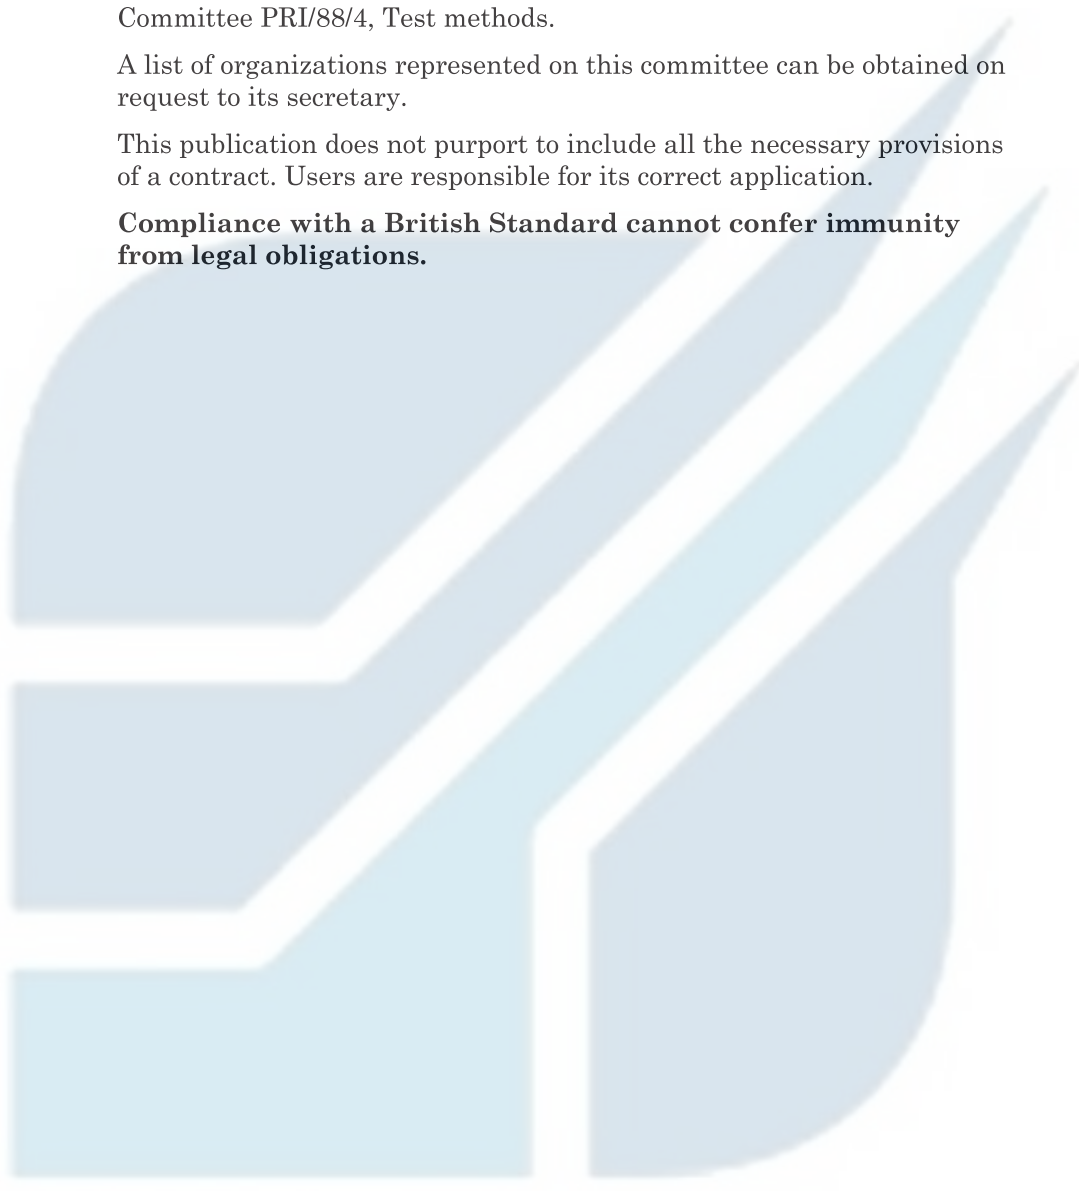 Committee PRI/88/4, Test methods.
A list of organizations represented on this committee can be obtained on
request to its secretary.
This publication does not purport to include all the necessary provisions
of a contract. Users are responsible for its correct application.
Compliance with a British Standard cannot confer immunity
from legal obligations.